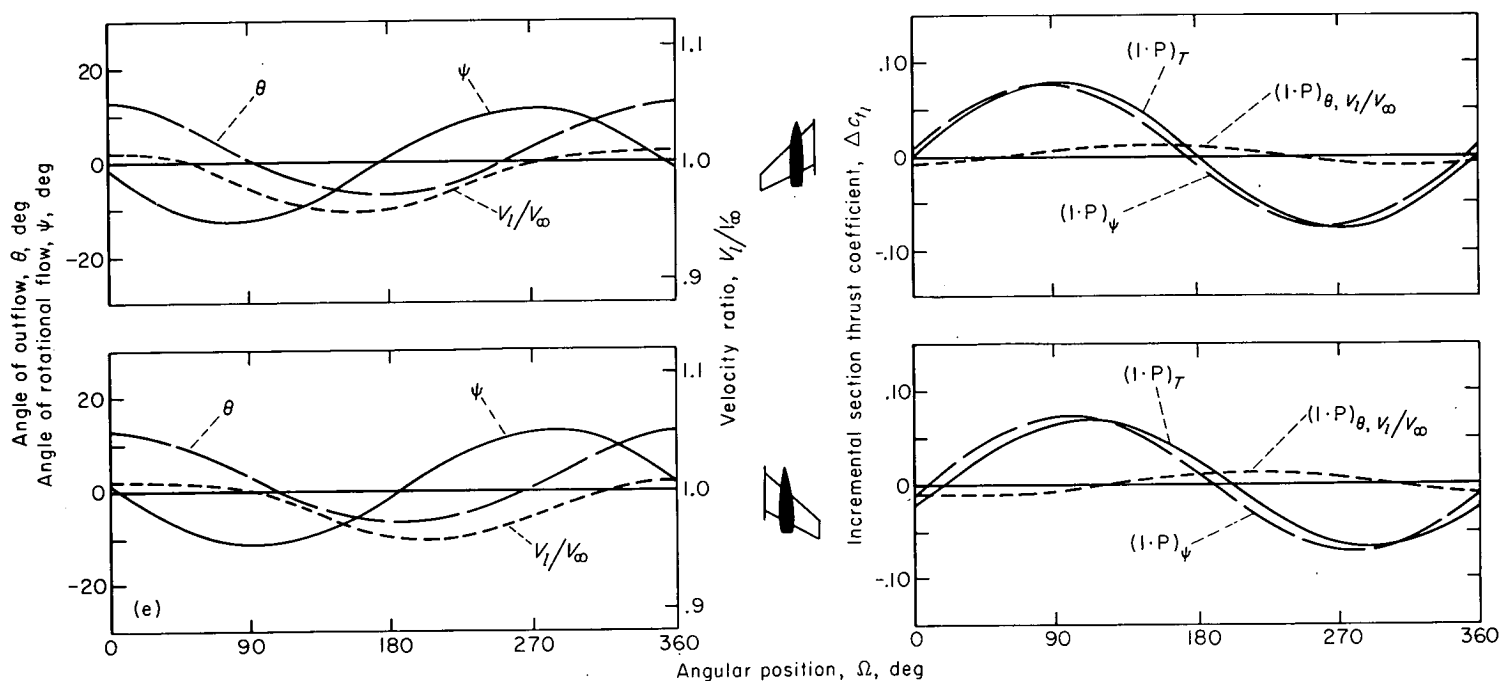 Angle of outflow, θ, deg
Angle of rotational flow, ψ, deg
20
0
-20
θ
ψ
V_l/V_∞
1.1
1.0
.9
Velocity ratio, V_l/V_∞
20
0
-20
θ
ψ
V_l/V_∞
(e)
1.1
1.0
.9
0 90 180 270 360
Incremental section thrust coefficient, Δc_{t_l}
.10
0
-.10
(1·P)_T
(1·P)_{θ, V_l/V_∞}
(1·P)_ψ
.10
0
-.10
(1·P)_T
(1·P)_{θ, V_l/V_∞}
(1·P)_ψ
0 90 180 270 360
Angular position, Ω, deg